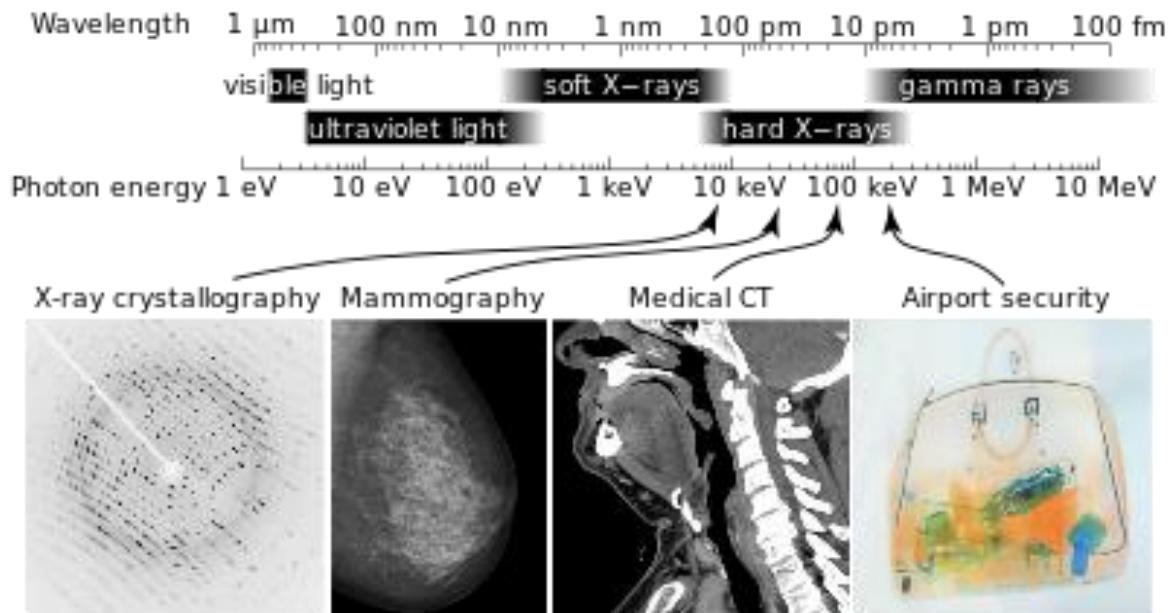 Wavelength 1 µm 100 nm 10 nm 1 nm 100 pm 10 pm 1 pm 100 fm
visible light soft X−rays gamma rays
ultraviolet light hard X−rays
Photon energy 1 eV 10 eV 100 eV 1 keV 10 keV 100 keV 1 MeV 10 MeV
X-ray crystallography Mammography Medical CT Airport security